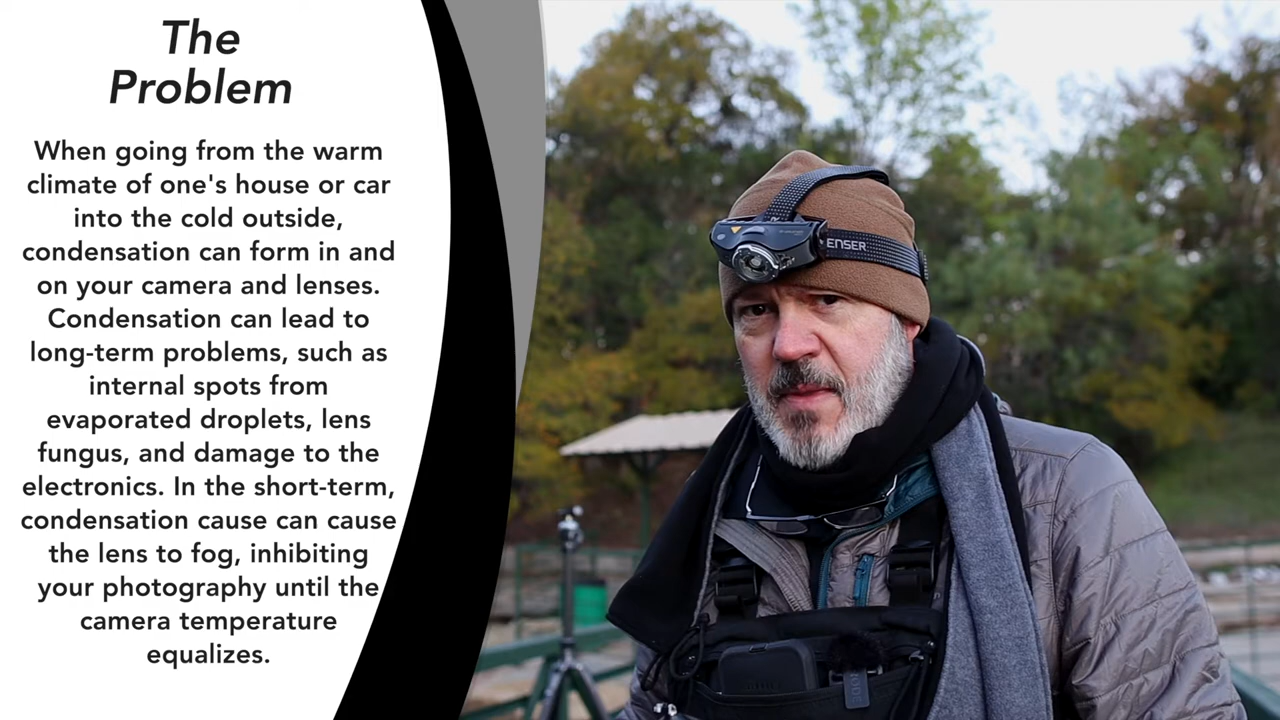 The
Problem
When going from the warm
climate of one's house or car
into the cold outside,
condensation can form in and
on your camera and lenses.
Condensation can lead to
long-term problems, such as
internal spots from
evaporated droplets, lens
fungus, and damage to the
electronics. In the short-term,
condensation cause can cause
the lens to fog, inhibiting
your photography until the
camera temperature
equalizes.
ENSER